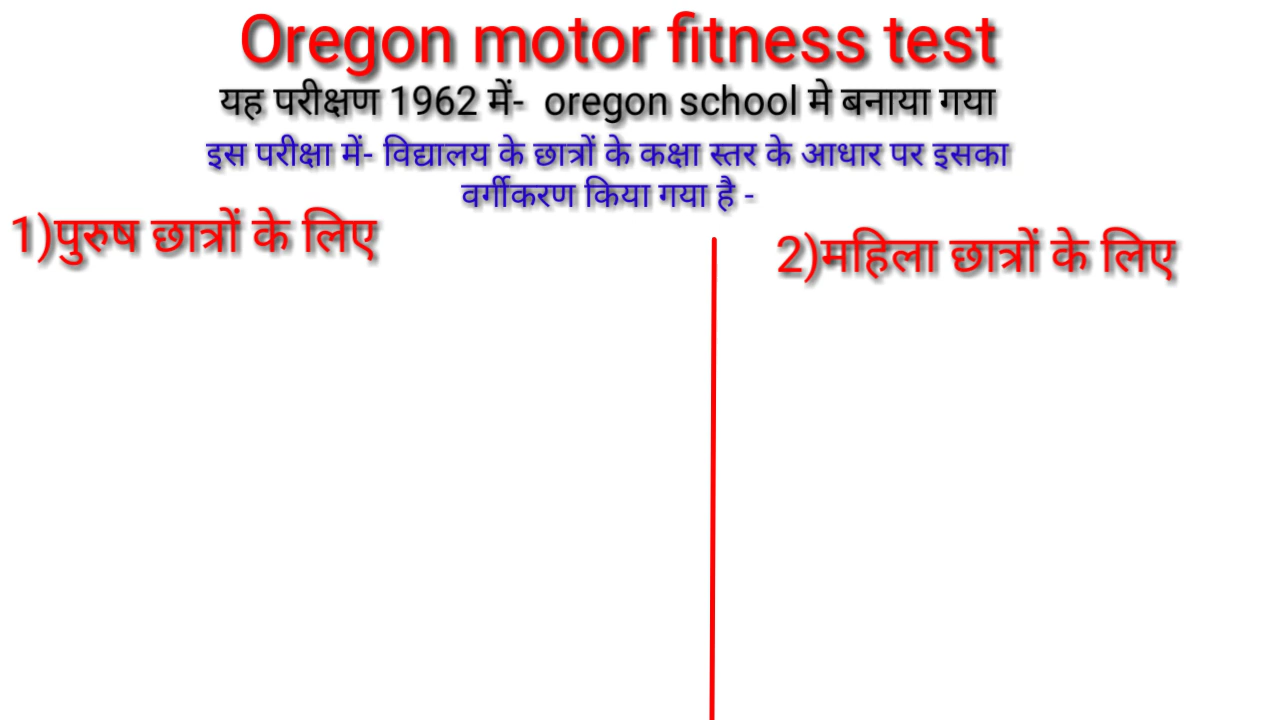 Oregon motor fitness test
यह परीक्षण 1962 में- oregon school मे बनाया गया
इस परीक्षा में- विद्यालय के छात्रों के कक्षा स्तर के आधार पर इसका
वर्गीकरण किया गया है -
1)पुरुष छात्रों के लिए
2)महिला छात्रों के लिए